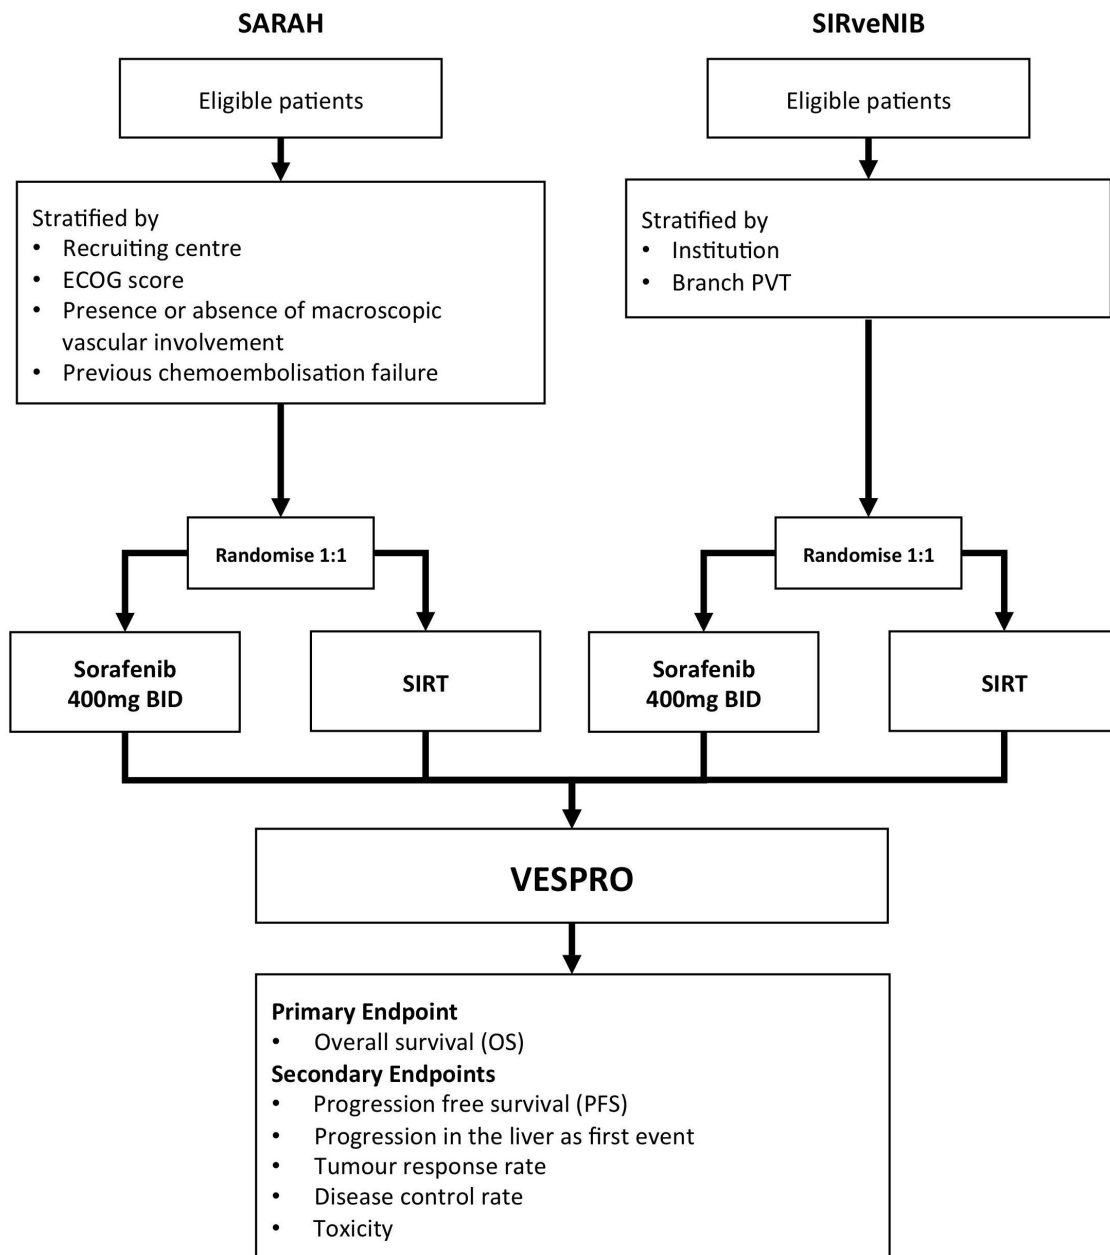 SARAH
SIRveNIB
Eligible patients
Eligible patients
Stratified by
• Recruiting centre
• ECOG score
• Presence or absence of macroscopic
vascular involvement
• Previous chemoembolisation failure
Stratified by
• Institution
• Branch PVT
Randomise 1:1
Randomise 1:1
Sorafenib
400mg BID
SIRT
Sorafenib
400mg BID
SIRT
VESPRO
Primary Endpoint
• Overall survival (OS)
Secondary Endpoints
• Progression free survival (PFS)
• Progression in the liver as first event
• Tumour response rate
• Disease control rate
• Toxicity